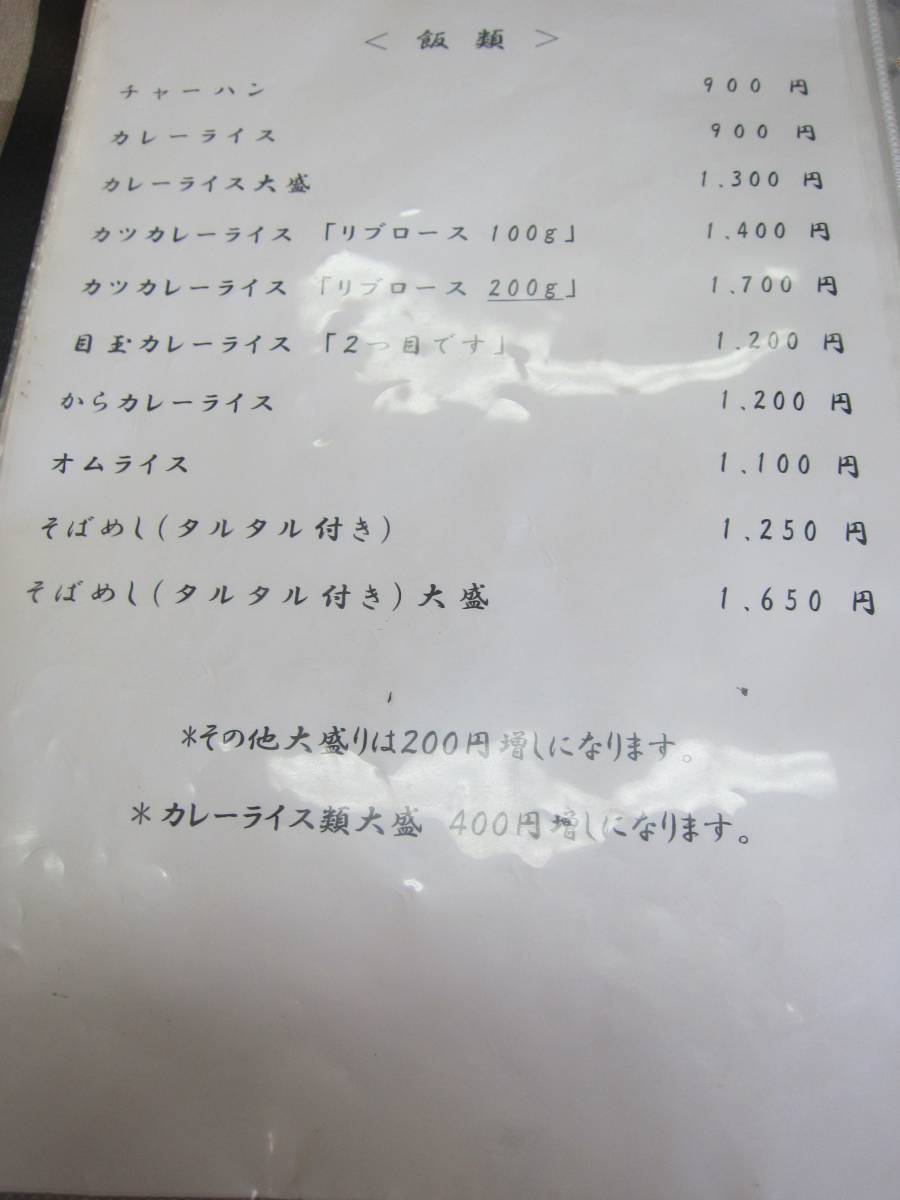 ＜ 飯 類 ＞
チャーハン 900 円
カレーライス 900 円
カレーライス大盛 1.300 円
カツカレーライス 「リブロース 100g」 1.400 円
カツカレーライス 「リブロース 200g」 1.700 円
目玉カレーライス 「2つ目です」 1.200 円
からカレーライス 1.200 円
オムライス 1.100 円
そばめし(タルタル付き) 1.250 円
そばめし(タルタル付き)大盛 1.650 円
*その他大盛りは200円増しになります。
*カレーライス類大盛 400円増しになります。